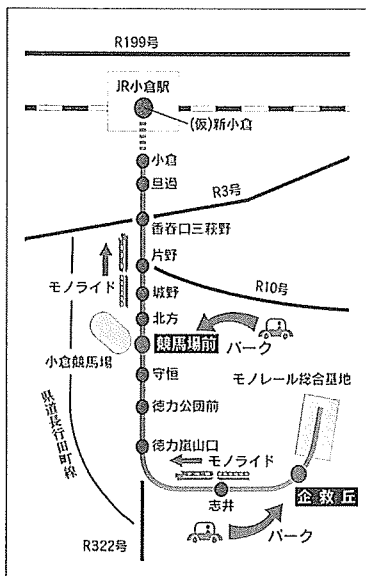 R199号
JR小倉駅
(仮)新小倉
小倉
旦過
R3号
香春口三萩野
片野
モノライド
城野
R10号
北方
競馬場前
パーク
小倉競馬場
守恒
モノレール総合基地
県道長行田町線
徳力公団前
徳力嵐山口
モノライド
企救丘
志井
パーク
R322号